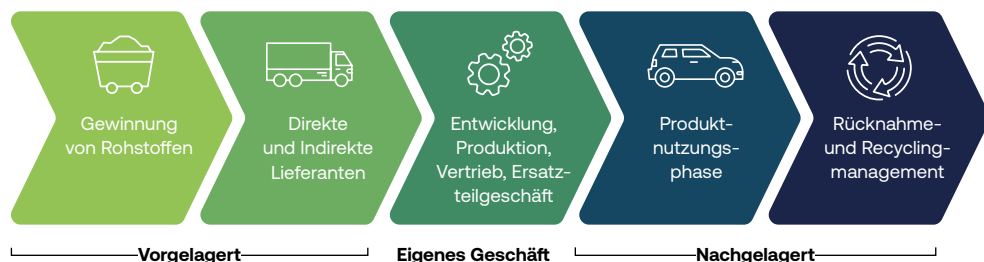 Gewinnung
von Rohstoffen
Direkte
und Indirekte
Lieferanten
Entwicklung,
Produktion,
Vertrieb, Ersatz-
teilgeschäft
Produkt-
nutzungs-
phase
Rücknahme-
und Recycling-
management
Vorgelagert
Eigenes Geschäft
Nachgelagert